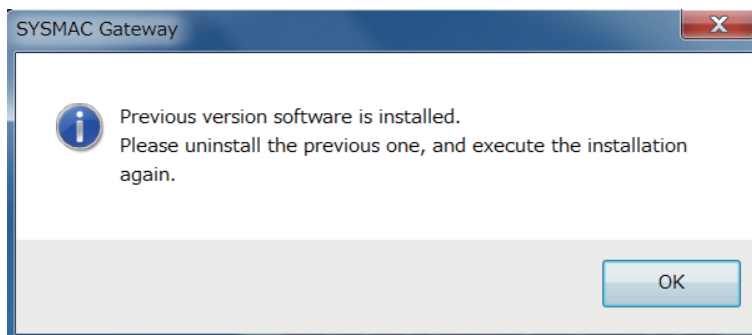 SYSMAC Gateway
Previous version software is installed.
Please uninstall the previous one, and execute the installation
again.
OK